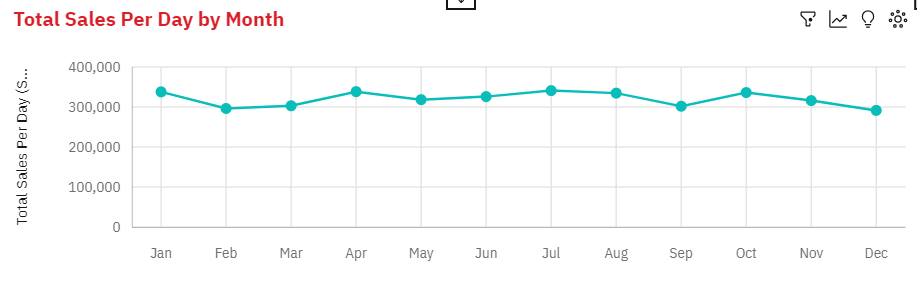 Total Sales Per Day by Month
Total Sales Per Day (S...
400,000
300,000
200,000
100,000
0
Jan Feb Mar Apr May Jun Jul Aug Sep Oct Nov Dec